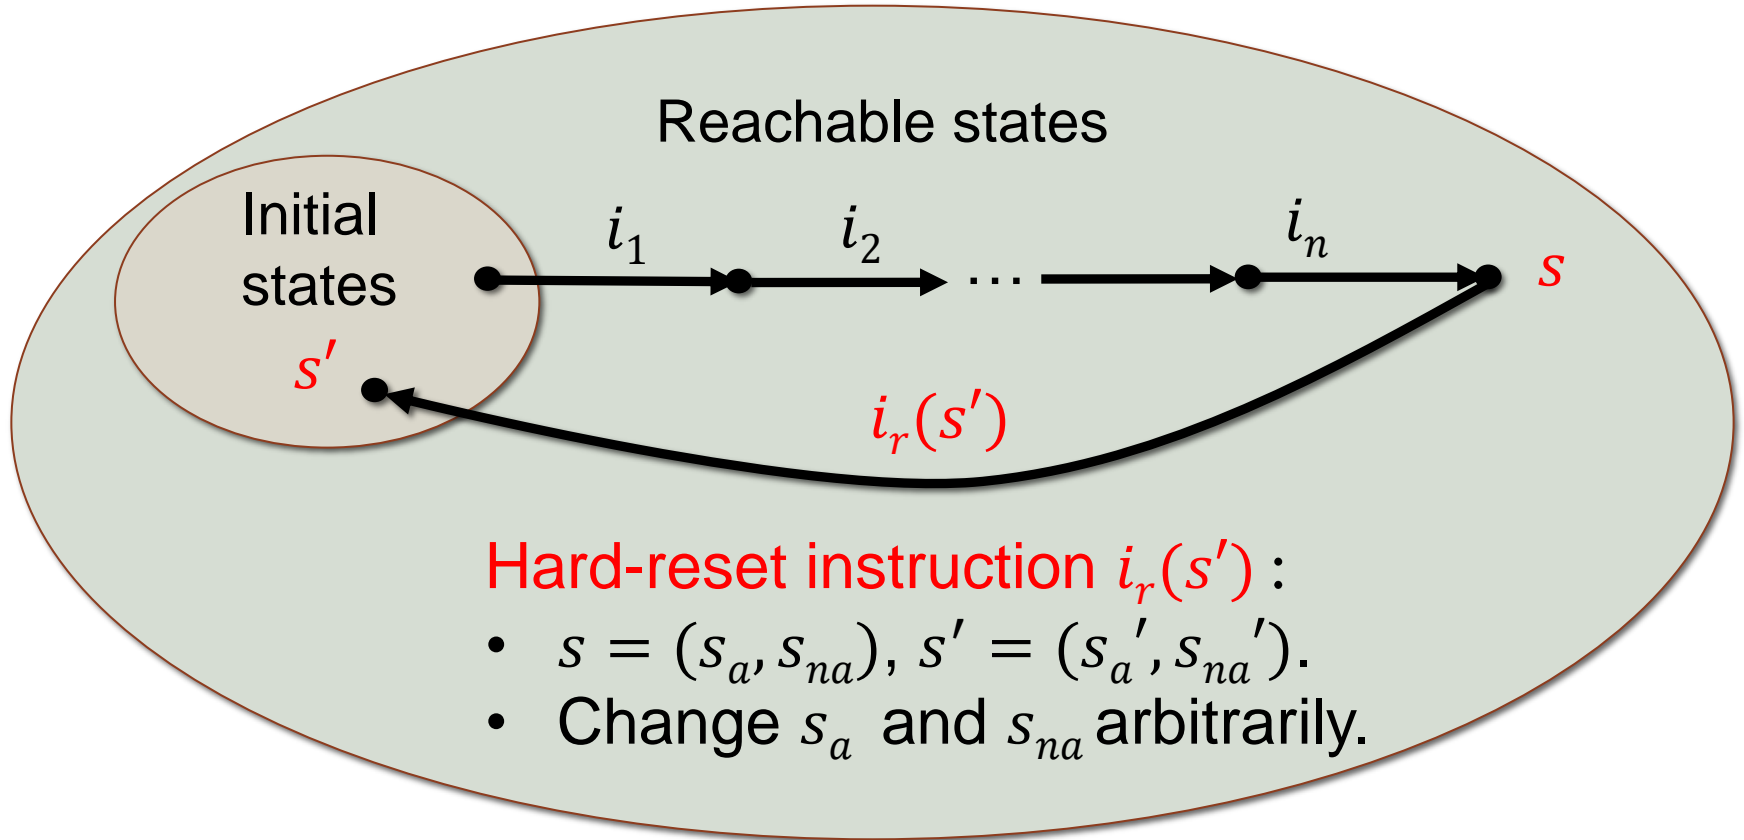 Reachable states
Initial
states
s′
i₁
i₂
…
iₙ
s
iᵣ(s′)
Hard-reset instruction iᵣ(s′) :
• s = (sₐ, sₙₐ), s′ = (sₐ′, sₙₐ′).
• Change sₐ and sₙₐ arbitrarily.